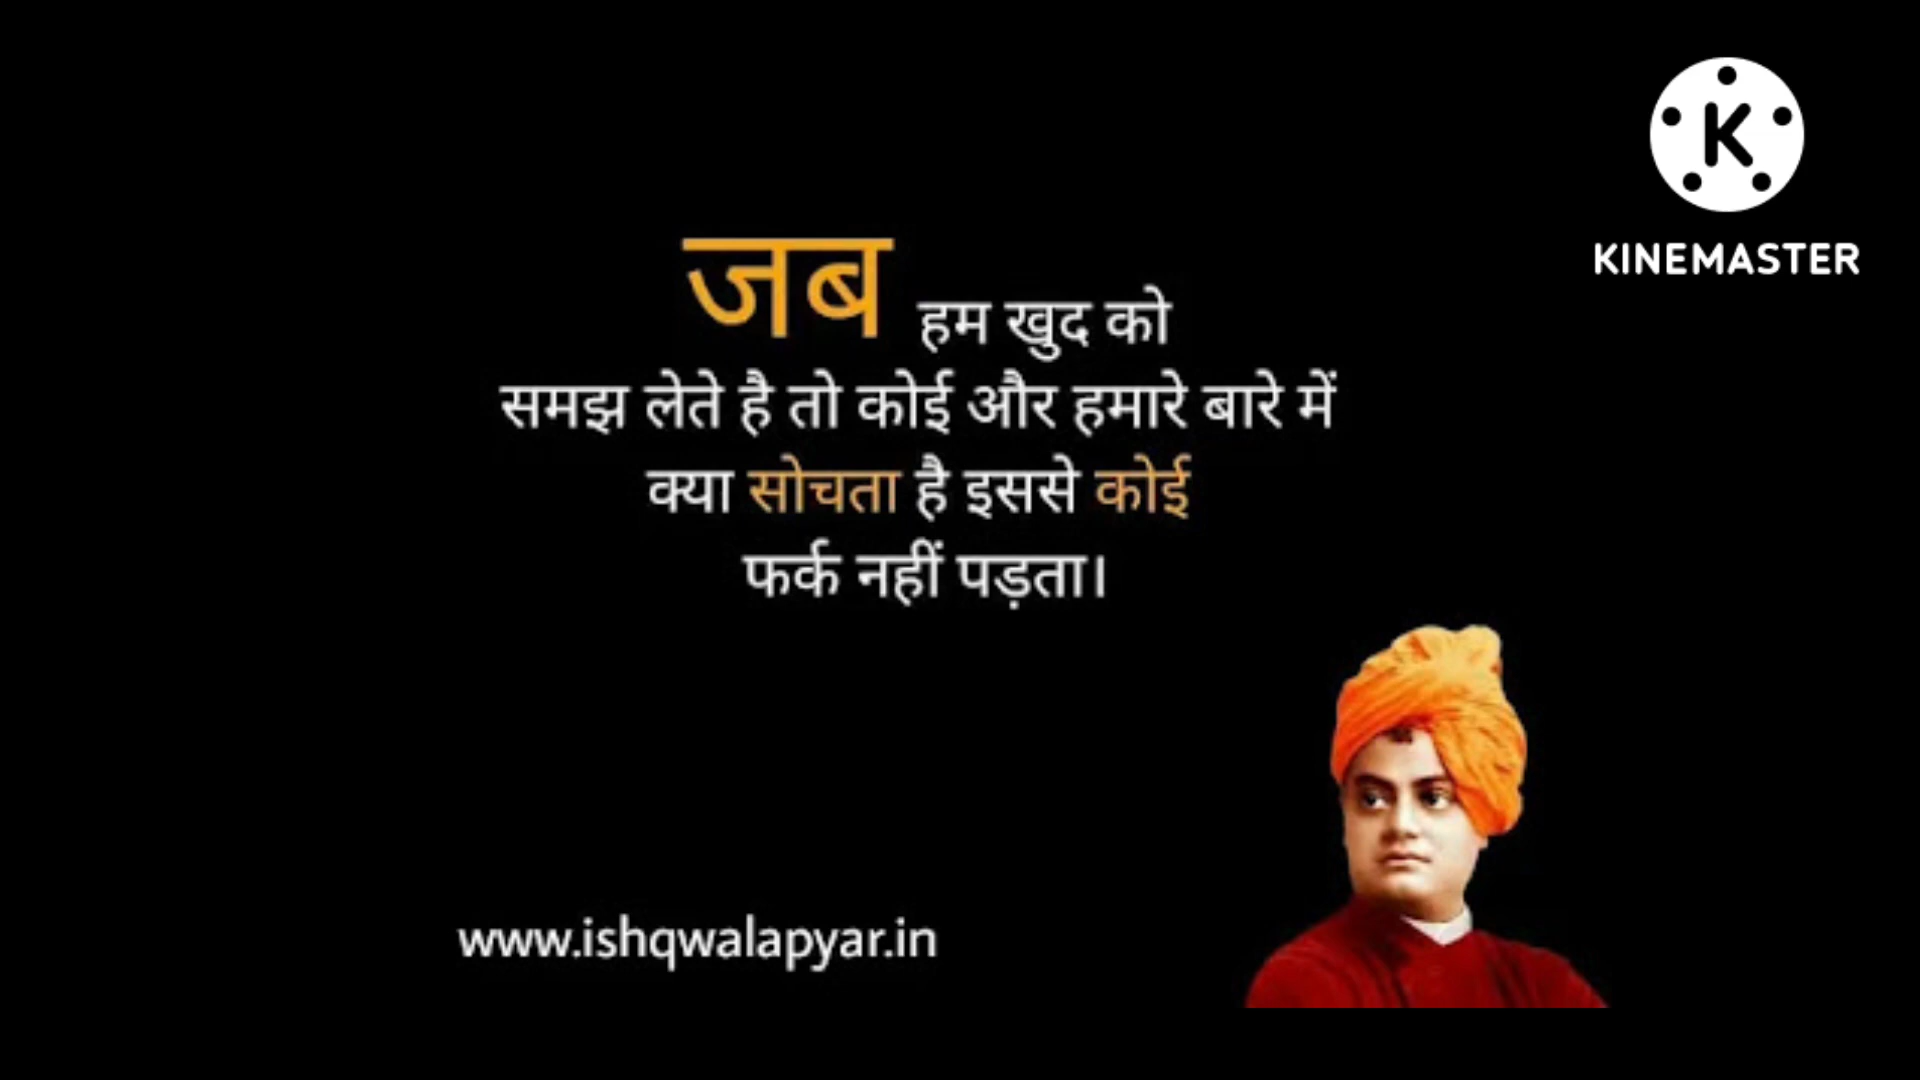 K
KINEMASTER
जब हम खुद को
समझ लेते है तो कोई और हमारे बारे में
क्या सोचता है इससे कोई
फर्क नहीं पड़ता।
www.ishqwalapyar.in